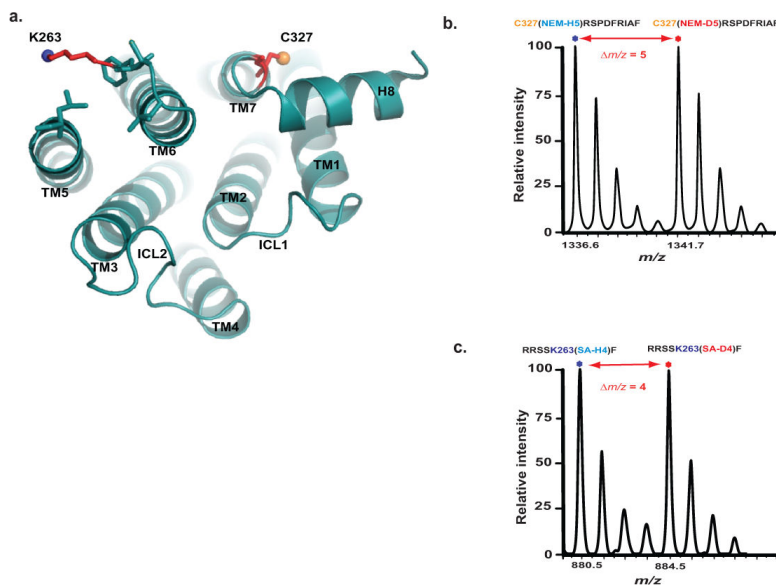 a.
K263
C327
TM7
H8
TM6
TM5
TM1
TM2
ICL1
TM3
ICL2
TM4
b.
C327(NEM-H5)RSPDFRIAF C327(NEM-D5)RSPDFRIAF
Δm/z = 5
100
75
50
25
0
Relative intensity
1336.6 1341.7
m/z
c.
RRSSK263(SA-H4)F RRSSK263(SA-D4)F
Δm/z = 4
100
75
50
25
0
Relative intensity
880.5 884.5
m/z